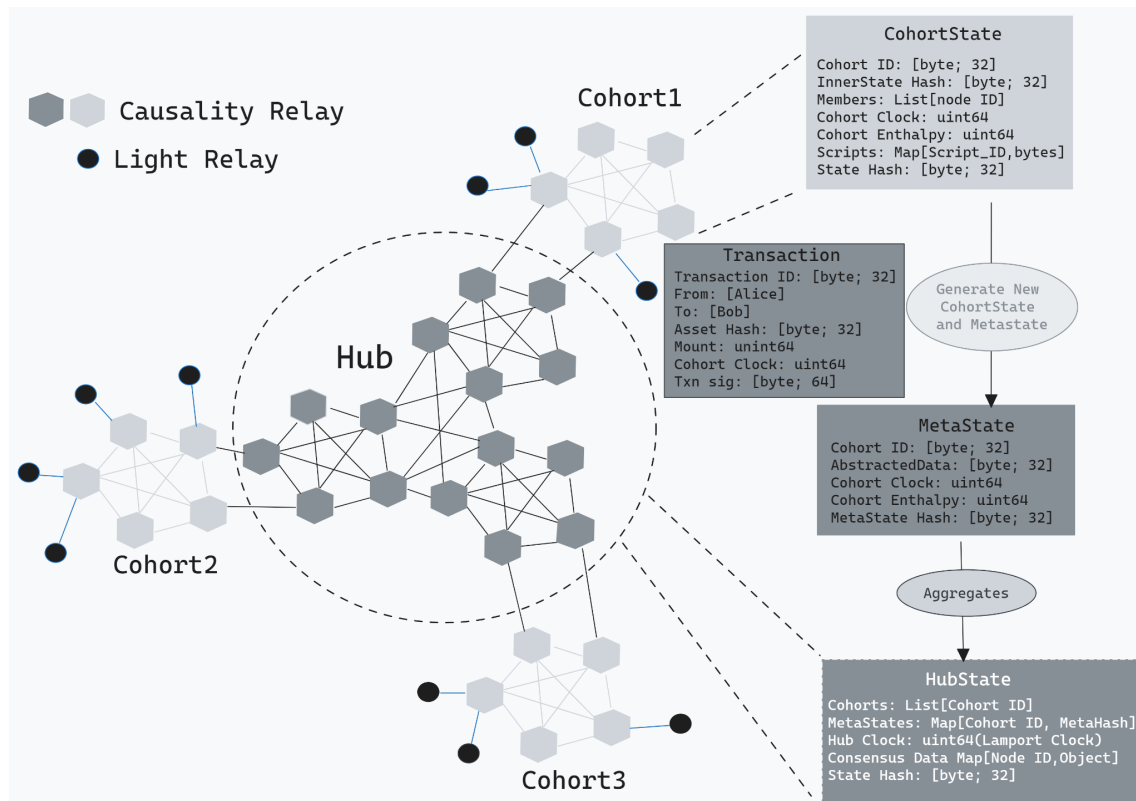 CohortState
Cohort ID: [byte; 32]
InnerState Hash: [byte; 32]
Members: List[node ID]
Cohort Clock: uint64
Cohort Enthalpy: uint64
Scripts: Map[Script_ID,bytes]
State Hash: [byte; 32]
Causality Relay
Light Relay
Cohort1
Transaction
Transaction ID: [byte; 32]
From: [Alice]
To: [Bob]
Asset Hash: [byte; 32]
Mount: unint64
Cohort Clock: uint64
Txn sig: [byte; 64]
Generate New
CohortState
and Metastate
Hub
MetaState
Cohort ID: [byte; 32]
AbstractedData: [byte; 32]
Cohort Clock: uint64
Cohort Enthalpy: uint64
MetaState Hash: [byte; 32]
Cohort2
Aggregates
HubState
Cohorts: List[Cohort ID]
MetaStates: Map[Cohort ID, MetaHash]
Hub Clock: uint64(Lamport Clock)
Consensus Data Map[Node ID,Object]
State Hash: [byte; 32]
Cohort3